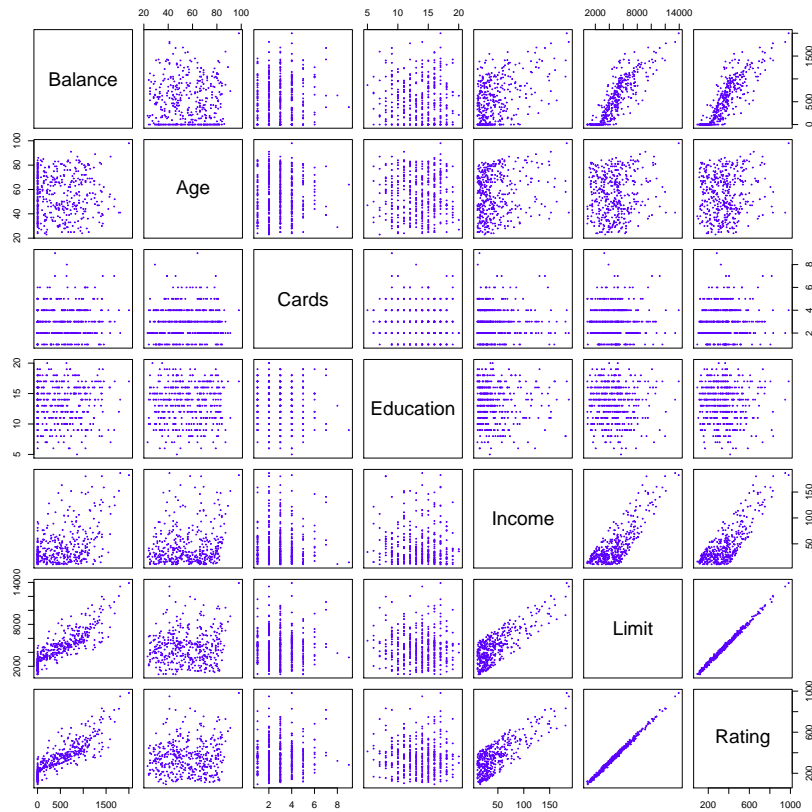 20 40 60 80 100 5 10 15 20 2000 8000 14000
Balance
0 500 1500
20 40 60 80 100
Age
Cards
2 4 6 8
5 10 15 20
Education
Income
50 100 150
2000 8000 14000
Limit
Rating
200 600 1000
0 500 1500 2 4 6 8 50 100 150 200 600 1000